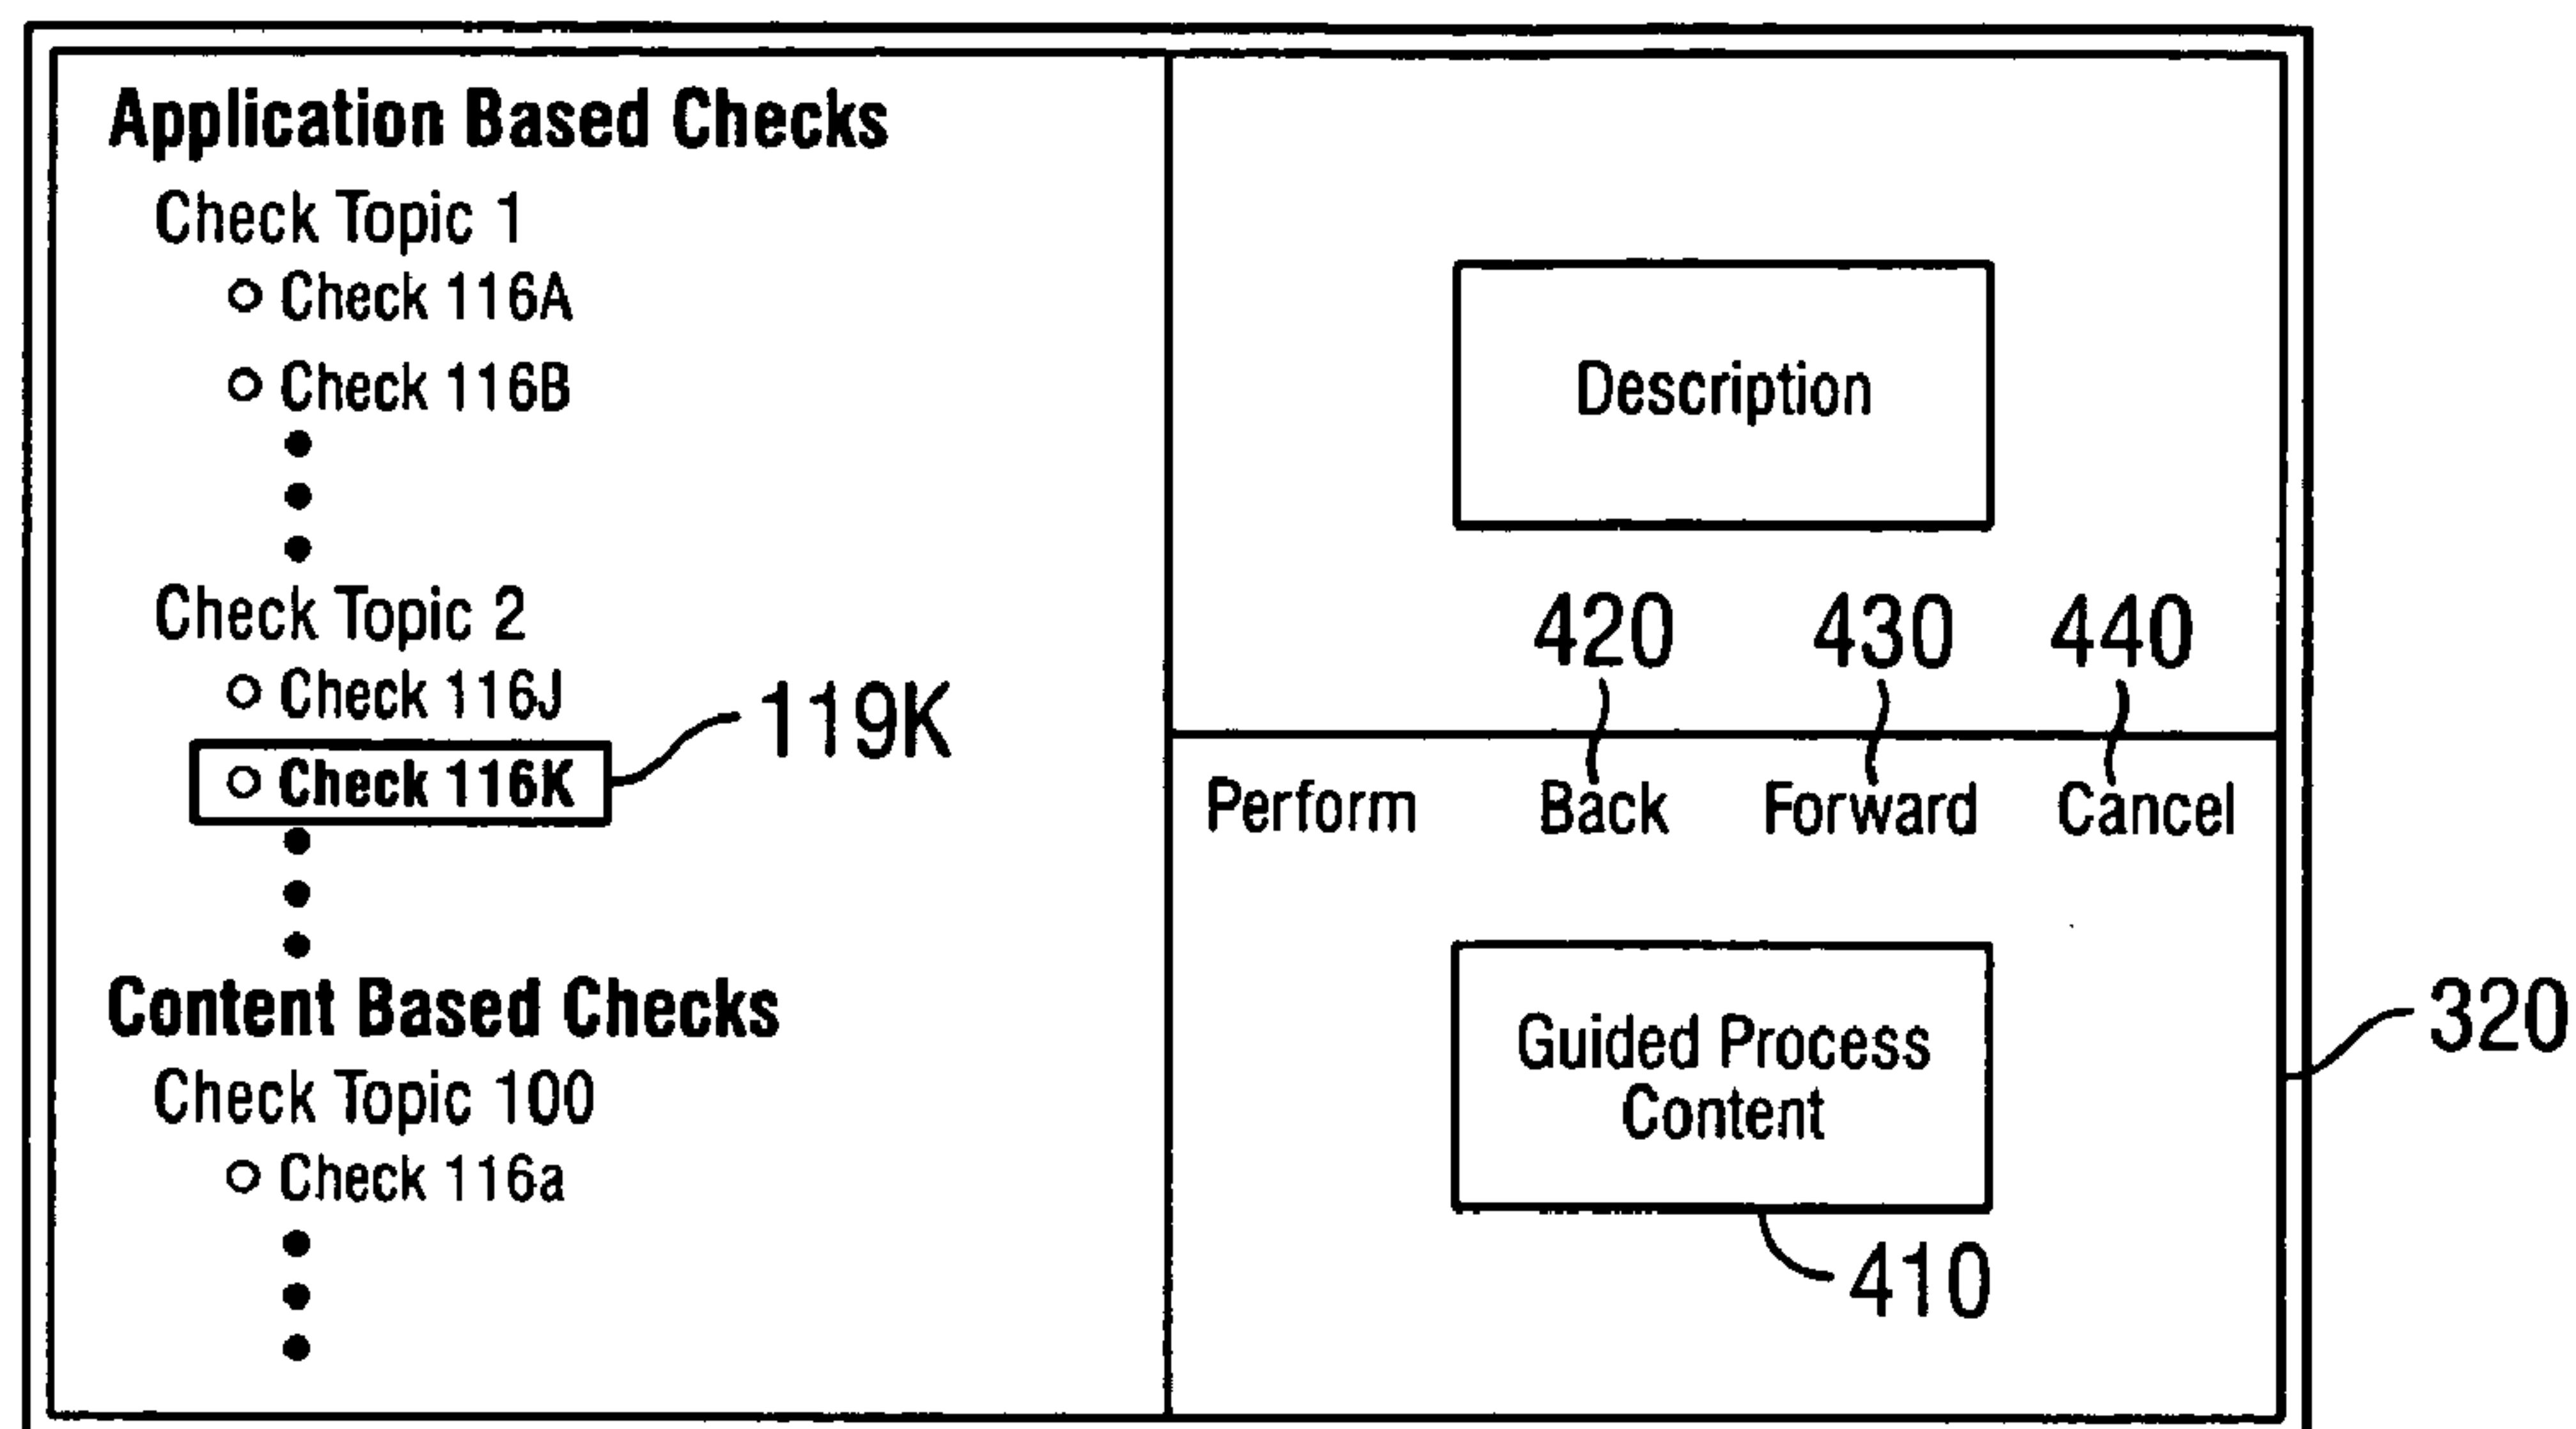 Application Based Checks
Check Topic 1
Check 116A
Check 116B
Check Topic 2
Check 116J
Check 116K
119K
Content Based Checks
Check Topic 100
Check 116a
Description
420 430 440
Perform Back Forward Cancel
Guided Process
Content
410
320